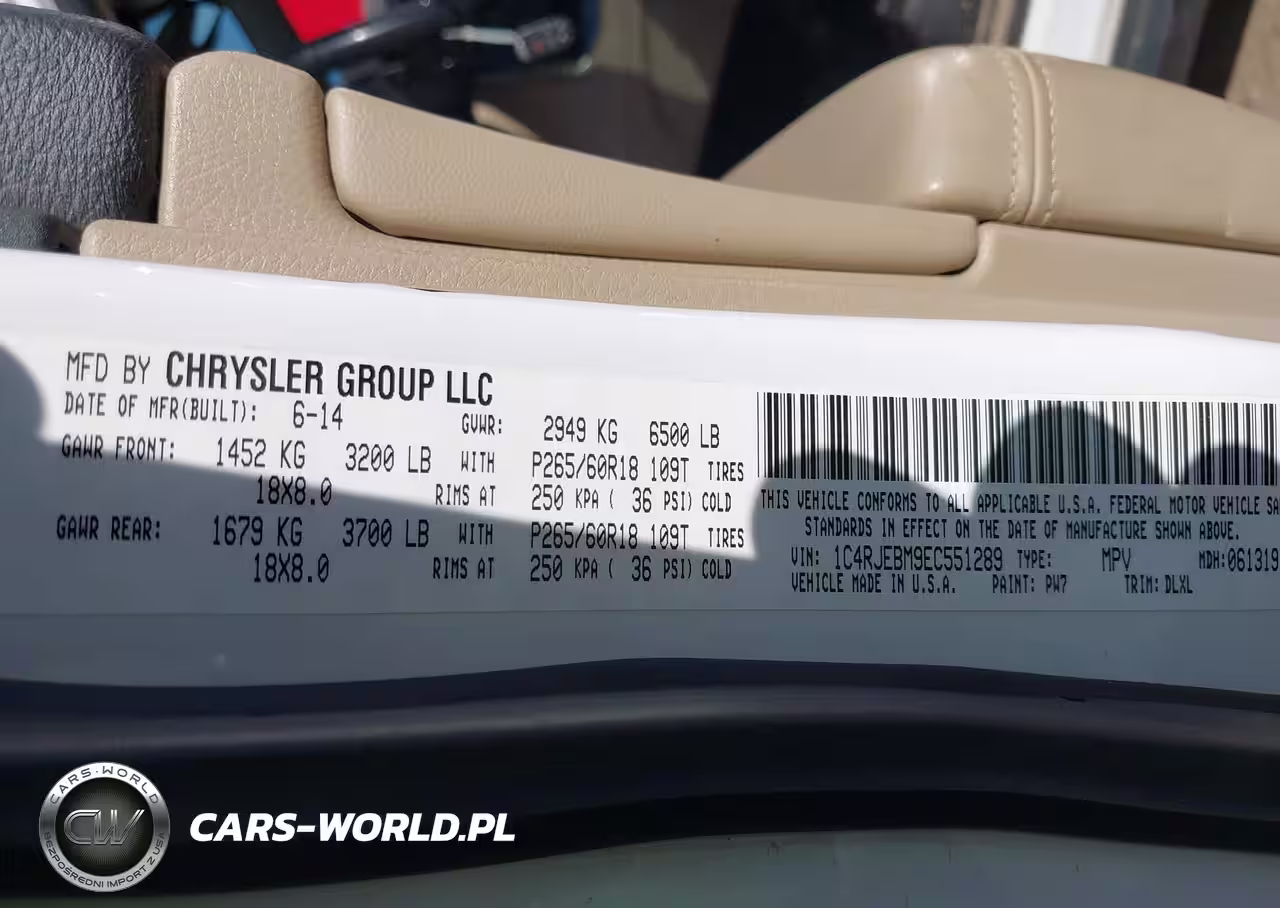 MFD BY CHRYSLER GROUP LLC
DATE OF MFR(BUILT): 6-14 GVWR: 2949 KG 6500 LB
GAWR FRONT: 1452 KG 3200 LB WITH P265/60R18 109T TIRES
18X8.0 RIMS AT 250 KPA ( 36 PSI) COLD
GAWR REAR: 1679 KG 3700 LB WITH P265/60R18 109T TIRES
18X8.0 RIMS AT 250 KPA ( 36 PSI) COLD
THIS VEHICLE CONFORMS TO ALL APPLICABLE U.S.A. FEDERAL MOTOR VEHICLE SA
STANDARDS IN EFFECT ON THE DATE OF MANUFACTURE SHOWN ABOVE.
VIN: 1C4RJEBM9EC551289 TYPE: MPV MDH:061319
VEHICLE MADE IN U.S.A. PAINT: PW7 TRIM: DLXL
CARS-WORLD
CW
BEZPOŚREDNI IMPORT Z USA
CARS-WORLD.PL